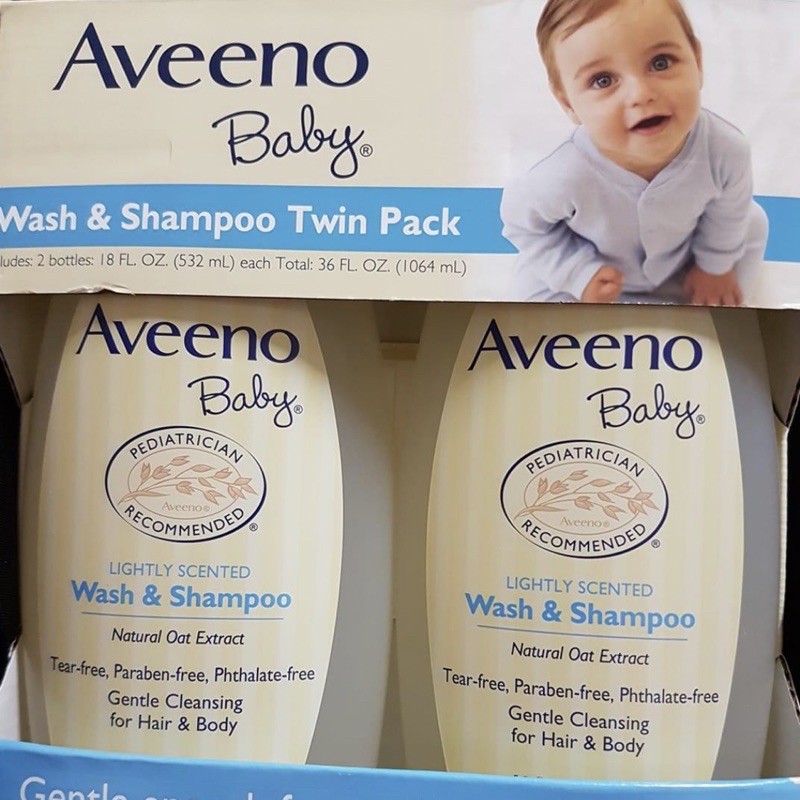 Aveeno
Baby®
Wash & Shampoo Twin Pack
ludes: 2 bottles: 18 FL. OZ. (532 mL) each Total: 36 FL. OZ. (1064 mL)
Aveeno
Baby®
PEDIATRICIAN
Aveeno®
RECOMMENDED®
LIGHTLY SCENTED
Wash & Shampoo
Natural Oat Extract
Tear-free, Paraben-free, Phthalate-free
Gentle Cleansing
for Hair & Body
Aveeno
Baby®
PEDIATRICIAN
Aveeno®
RECOMMENDED®
LIGHTLY SCENTED
Wash & Shampoo
Natural Oat Extract
Tear-free, Paraben-free, Phthalate-free
Gentle Cleansing
for Hair & Body
Gentle